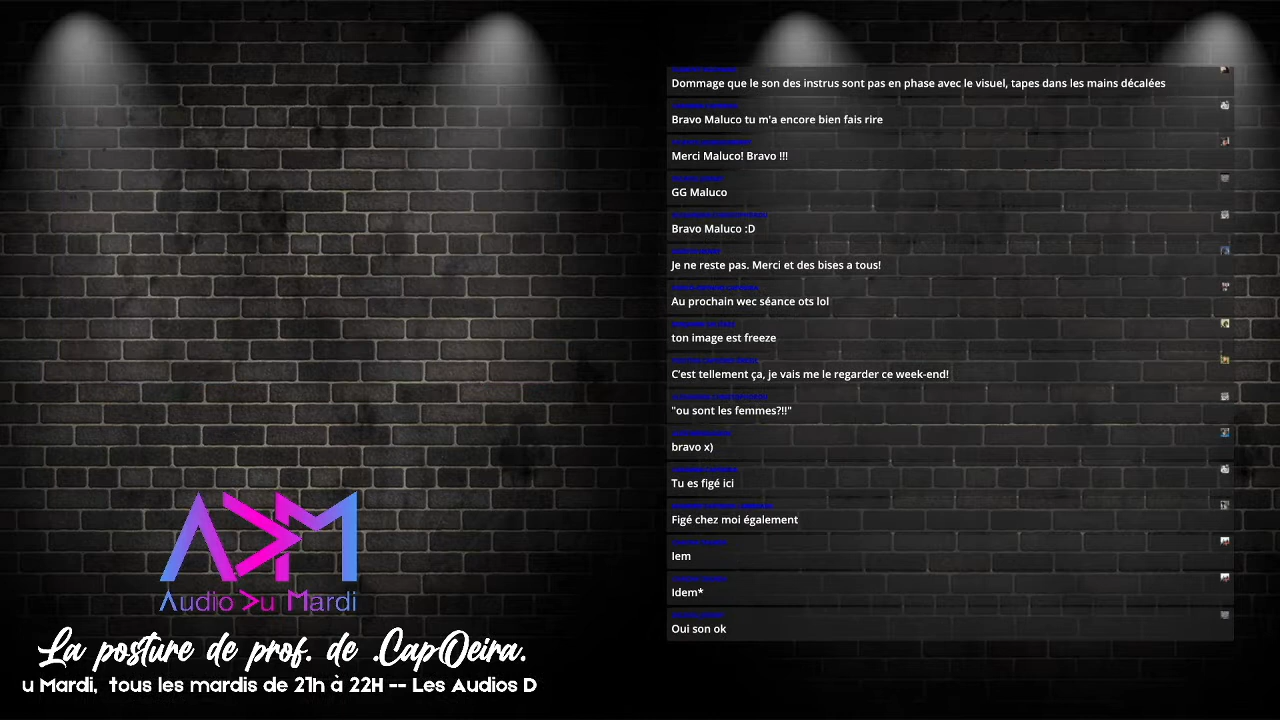 Dommage que le son des instrus sont pas en phase avec le visuel, tapes dans les mains décalées
Bravo Maluco tu m'a encore bien fais rire
Merci Maluco! Bravo !!!
GG Maluco
Bravo Maluco :D
Je ne reste pas. Merci et des bises a tous!
Au prochain wec séance ots lol
ton image est freeze
C'est tellement ça, je vais me le regarder ce week-end!
"ou sont les femmes?!!"
bravo x)
Tu es figé ici
Figé chez moi également
Iem
Idem*
Oui son ok
ADM
Audio Du Mardi
La posture de prof. de .CapOeira.
u Mardi, tous les mardis de 21h à 22H -- Les Audios D